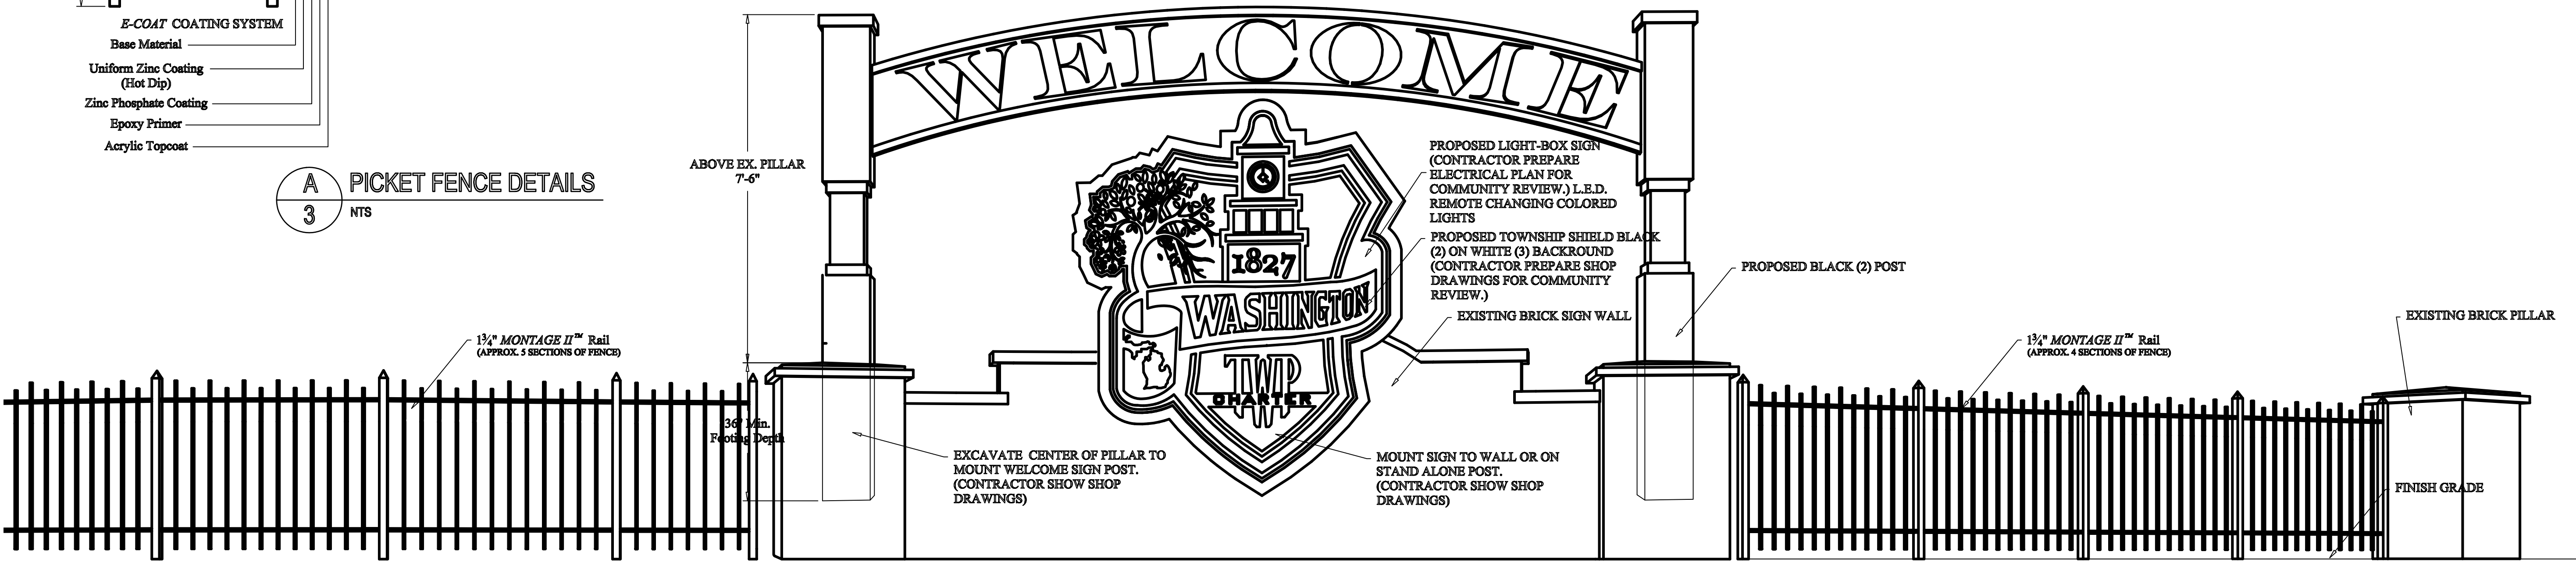 E-COAT COATING SYSTEM
Base Material
Uniform Zinc Coating
(Hot Dip)
Zinc Phosphate Coating
Epoxy Primer
Acrylic Topcoat
A
3
PICKET FENCE DETAILS
NTS
WELCOME
ABOVE EX. PILLAR
7'-6"
1827
WASHINGTON
TWP
CHARTER
PROPOSED LIGHT-BOX SIGN
(CONTRACTOR PREPARE
ELECTRICAL PLAN FOR
COMMUNITY REVIEW.) L.E.D.
REMOTE CHANGING COLORED
LIGHTS
PROPOSED TOWNSHIP SHIELD BLACK
(2) ON WHITE (3) BACKROUND
(CONTRACTOR PREPARE SHOP
DRAWINGS FOR COMMUNITY
REVIEW.)
EXISTING BRICK SIGN WALL
PROPOSED BLACK (2) POST
EXISTING BRICK PILLAR
1¾" MONTAGE II™ Rail
(APPROX. 5 SECTIONS OF FENCE)
1¾" MONTAGE II™ Rail
(APPROX. 4 SECTIONS OF FENCE)
36" Min.
Footing Depth
EXCAVATE CENTER OF PILLAR TO
MOUNT WELCOME SIGN POST.
(CONTRACTOR SHOW SHOP
DRAWINGS)
MOUNT SIGN TO WALL OR ON
STAND ALONE POST.
(CONTRACTOR SHOW SHOP
DRAWINGS)
FINISH GRADE